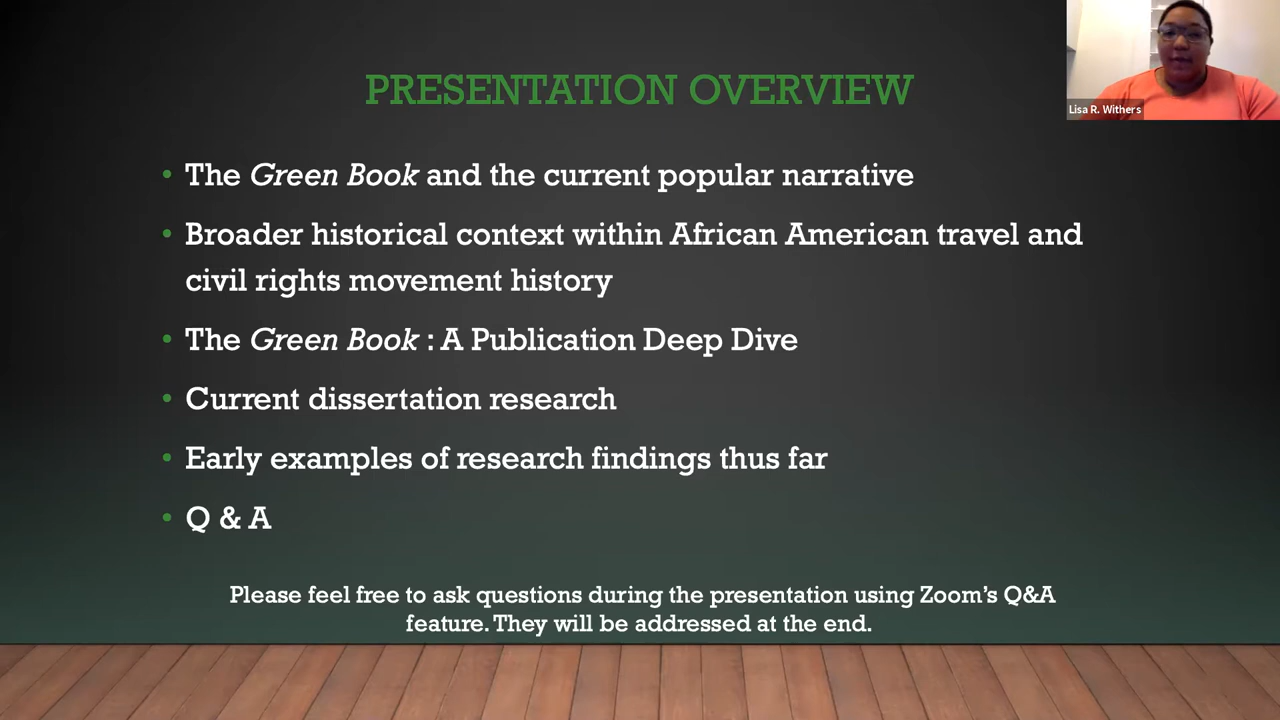 PRESENTATION OVERVIEW
Lisa R. Withers
• The Green Book and the current popular narrative
• Broader historical context within African American travel and
civil rights movement history
• The Green Book : A Publication Deep Dive
• Current dissertation research
• Early examples of research findings thus far
• Q & A
Please feel free to ask questions during the presentation using Zoom's Q&A
feature. They will be addressed at the end.